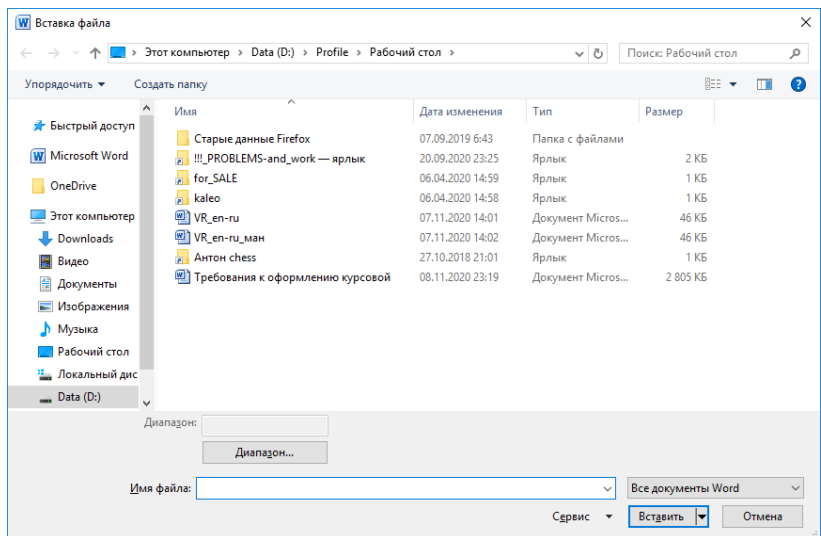 Вставка файла
Этот компьютер > Data (D:) > Profile > Рабочий стол >
Поиск: Рабочий стол
Упорядочить
Создать папку
Имя Дата изменения Тип Размер
Старые данные Firefox 07.09.2019 6:43 Папка с файлами
!!!_PROBLEMS-and_work — ярлык 20.09.2020 23:25 Ярлык 2 КБ
for_SALE 06.04.2020 14:59 Ярлык 1 КБ
kaleo 06.04.2020 14:58 Ярлык 1 КБ
VR_en-ru 07.11.2020 14:01 Документ Micros... 46 КБ
VR_en-ru_ман 07.11.2020 14:02 Документ Micros... 46 КБ
Антон chess 27.10.2018 21:01 Ярлык 1 КБ
Требования к оформлению курсовой 08.11.2020 23:19 Документ Micros... 2 805 КБ
Быстрый доступ
Microsoft Word
OneDrive
Этот компьютер
Downloads
Видео
Документы
Изображения
Музыка
Рабочий стол
Локальный дис
Data (D:)
Диапазон:
Диапазон...
Имя файла:
Все документы Word
Сервис
Вставить
Отмена